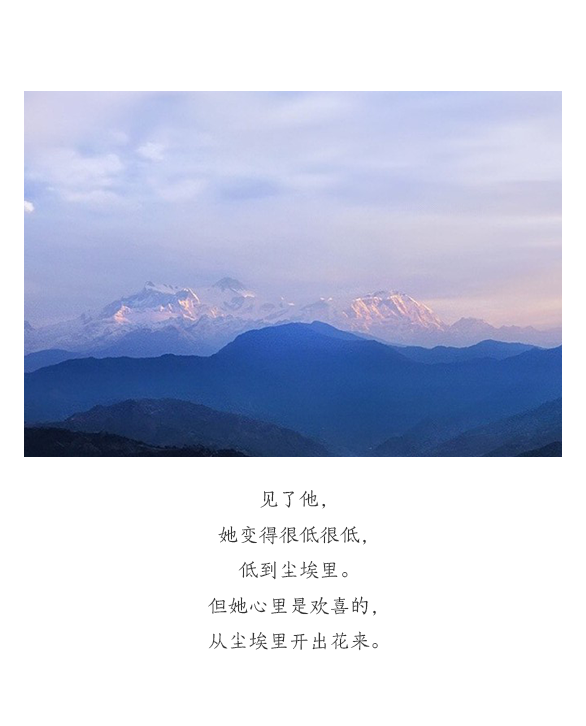 见了他，
她变得很低很低，
低到尘埃里。
但她心里是欢喜的，
从尘埃里开出花来。